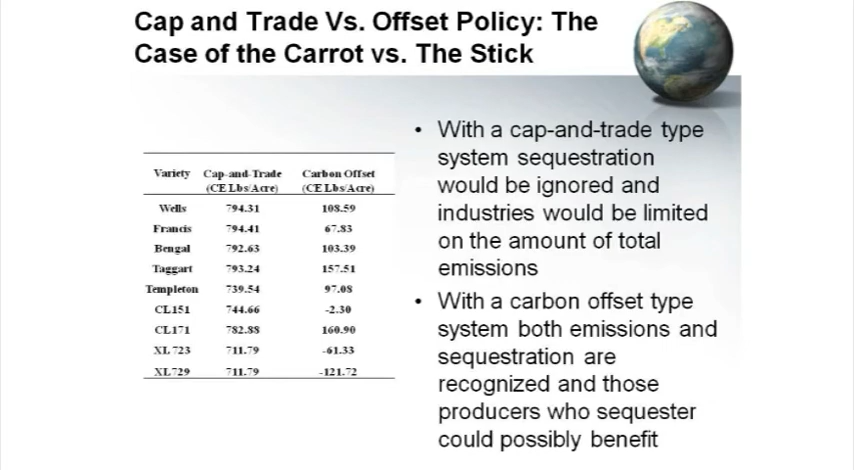 Cap and Trade Vs. Offset Policy: The
Case of the Carrot vs. The Stick
Variety Cap-and-Trade Carbon Offset
(CE Lbs/Acre) (CE Lbs/Acre)
Wells 794.31 108.59
Francis 794.41 67.83
Bengal 792.63 103.39
Taggart 793.24 157.51
Templeton 739.54 97.08
CL151 744.66 -2.30
CL171 782.88 160.90
XL 723 711.79 -61.33
XL729 711.79 -121.72
• With a cap-and-trade type
system sequestration
would be ignored and
industries would be limited
on the amount of total
emissions
• With a carbon offset type
system both emissions and
sequestration are
recognized and those
producers who sequester
could possibly benefit